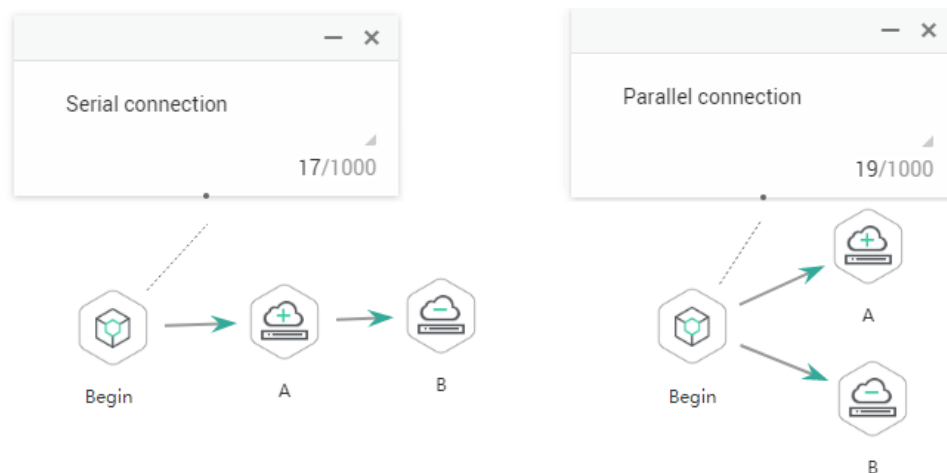 Serial connection
17/1000
Begin
A
B
Parallel connection
19/1000
A
Begin
B